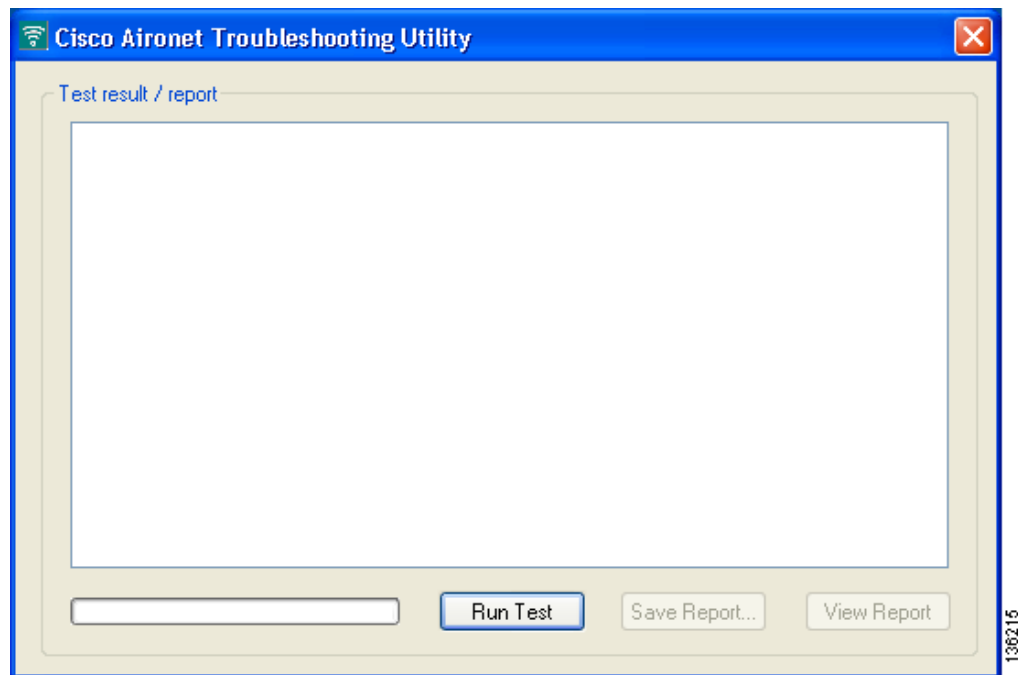 Cisco Aironet Troubleshooting Utility
Test result / report
Run Test
Save Report...
View Report
136215